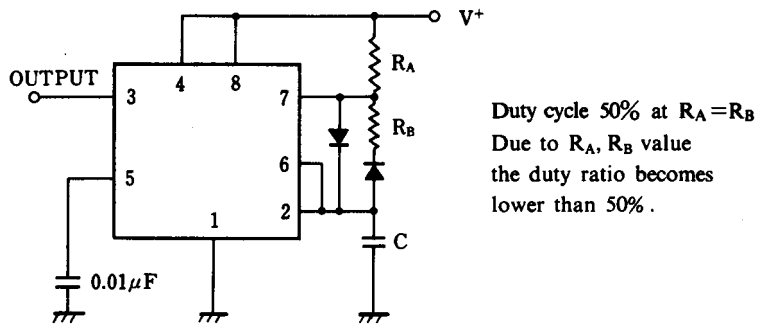 V+
RA
OUTPUT
4
8
3
7
RB
Duty cycle 50% at RA=RB
Due to RA, RB value
the duty ratio becomes
lower than 50%.
6
5
2
1
C
0.01μF